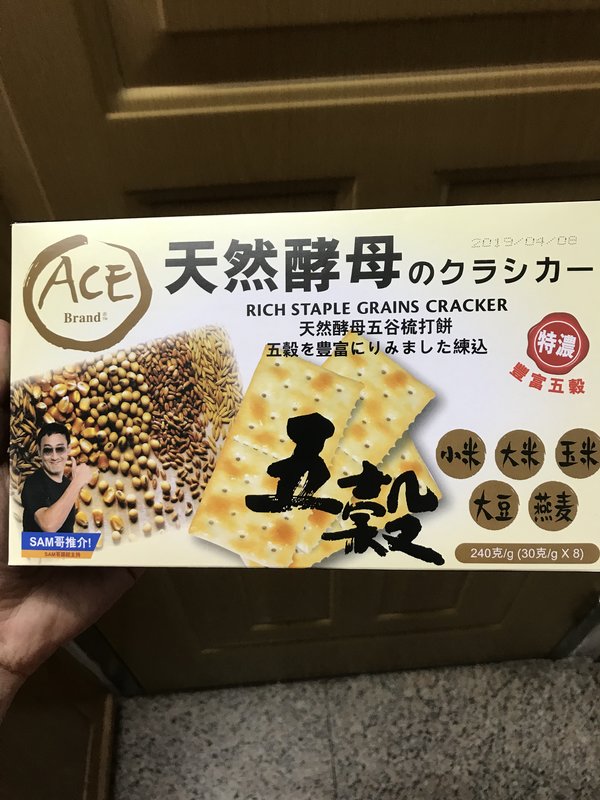 2019/04/08
ACE
Brand
天然酵母のクラシカー
RICH STAPLE GRAINS CRACKER
天然酵母五谷梳打餅
五穀を豊富にりみました練込
特濃
豐富五穀
五穀
小米
大米
玉米
大豆
燕麦
SAM哥推介!
240克/g (30克/g X 8)